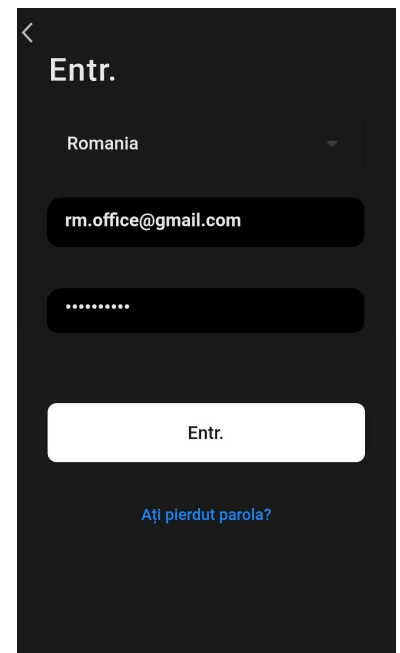 Entr.
Romania
rm.office@gmail.com
••••••••••
Entr.
Ați pierdut parola?